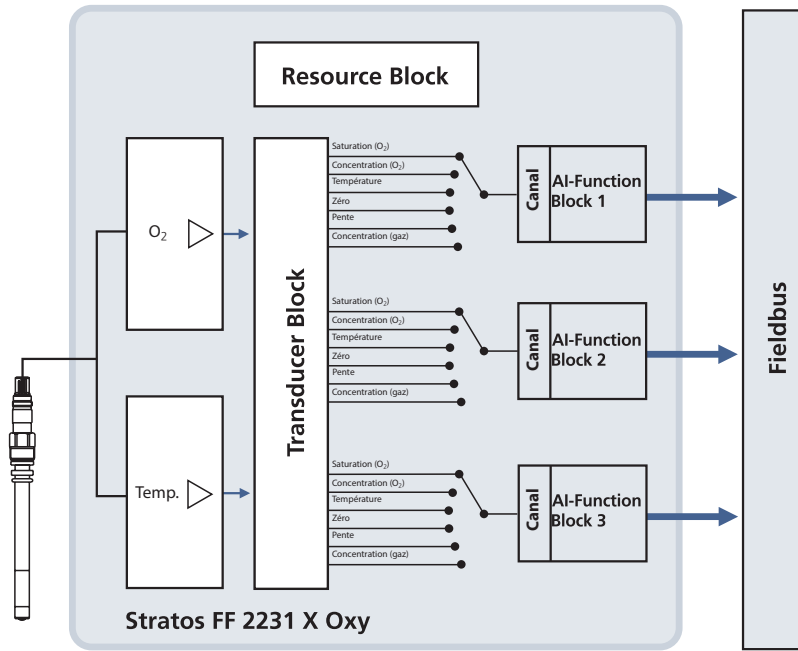 Resource Block
O₂
Temp.
Transducer Block
Saturation (O₂)
Concentration (O₂)
Température
Zéro
Pente
Concentration (gaz)
Canal
AI-Function
Block 1
Saturation (O₂)
Concentration (O₂)
Température
Zéro
Pente
Concentration (gaz)
Canal
AI-Function
Block 2
Saturation (O₂)
Concentration (O₂)
Température
Zéro
Pente
Concentration (gaz)
Canal
AI-Function
Block 3
Fieldbus
Stratos FF 2231 X Oxy